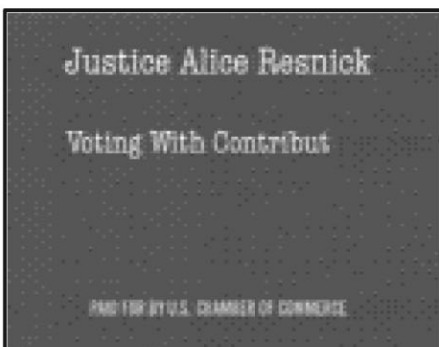 Justice Alice Resnick
Voting With Contribut
PAID FOR BY U.S. CHAMBER OF COMMERCE